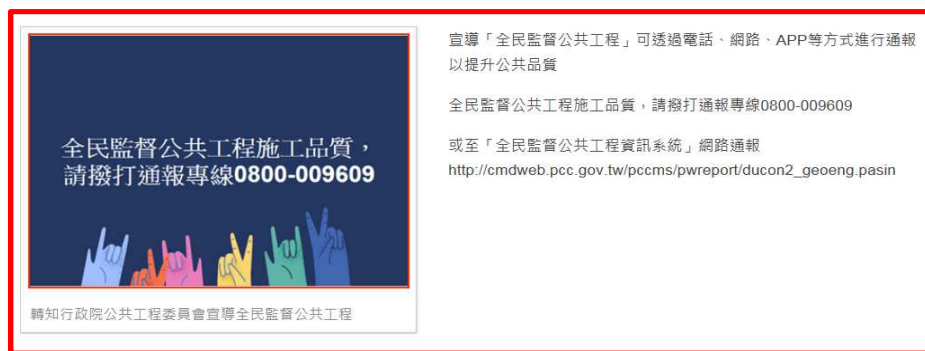 全民監督公共工程施工品質，
請撥打通報專線0800-009609
轉知行政院公共工程委員會宣導全民監督公共工程
宣導「全民監督公共工程」可透過電話、網路、APP等方式進行通報
以提升公共品質
全民監督公共工程施工品質，請撥打通報專線0800-009609
或至「全民監督公共工程資訊系統」網路通報
http://cmdweb.pcc.gov.tw/pccms/pwreport/ducon2_geoeng.pasin